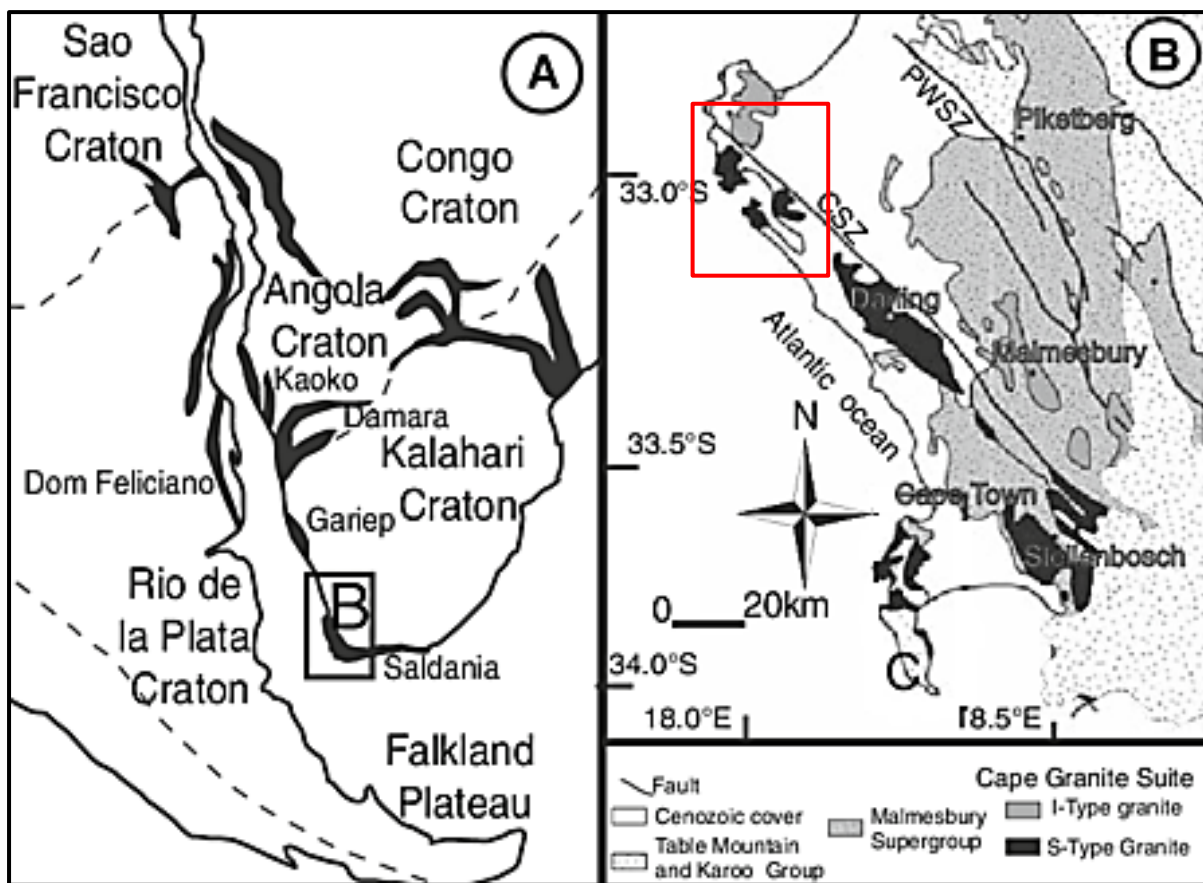 Sao
Francisco
Craton
A
Congo
Craton
Angola
Craton
Kaoko
Damara
Kalahari
Craton
Dom Feliciano
Gariep
B
Rio de
la Plata
Craton
Saldania
Falkland
Plateau
B
PWSZ
Piketberg
33.0°S
CSZ
Darling
Malmesbury
Atlantic ocean
N
33.5°S
Cape Town
Stellenbosch
0 20km
C
34.0°S
18.0°E
18.5°E
Fault
Cenozoic cover
Table Mountain
and Karoo Group
Malmesbury
Supergroup
Cape Granite Suite
I-Type granite
S-Type Granite